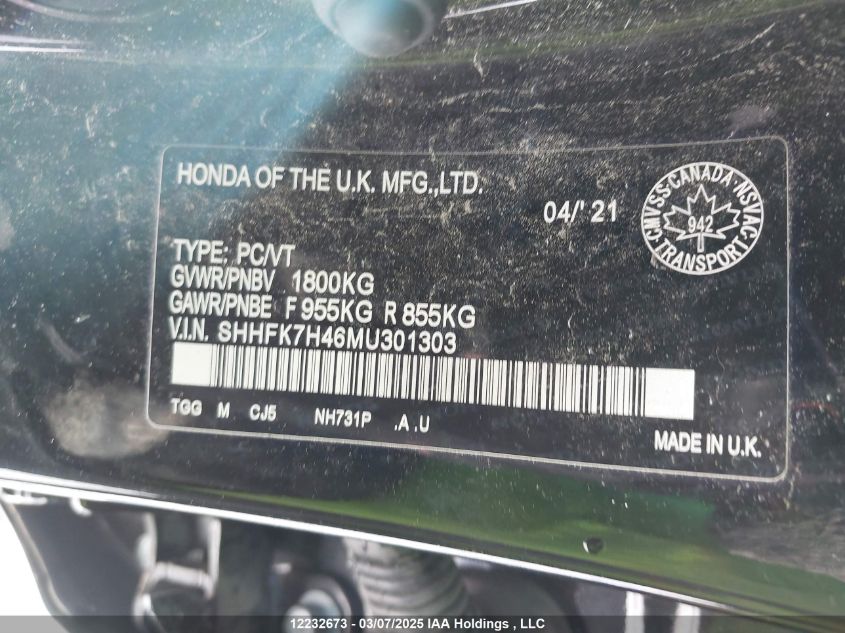 HONDA OF THE U.K. MFG.,LTD.
04/' 21
CMVSS·CANADA·NSVAC
942
TRANSPORT
TYPE: PC/VT
GVWR/PNBV 1800KG
GAWR/PNBE F 955KG R 855KG
V.I.N. SHHFK7H46MU301303
TGG M CJ5 NH731P .A .U
MADE IN U.K.
12232673 - 03/07/2025 IAA Holdings , LLC